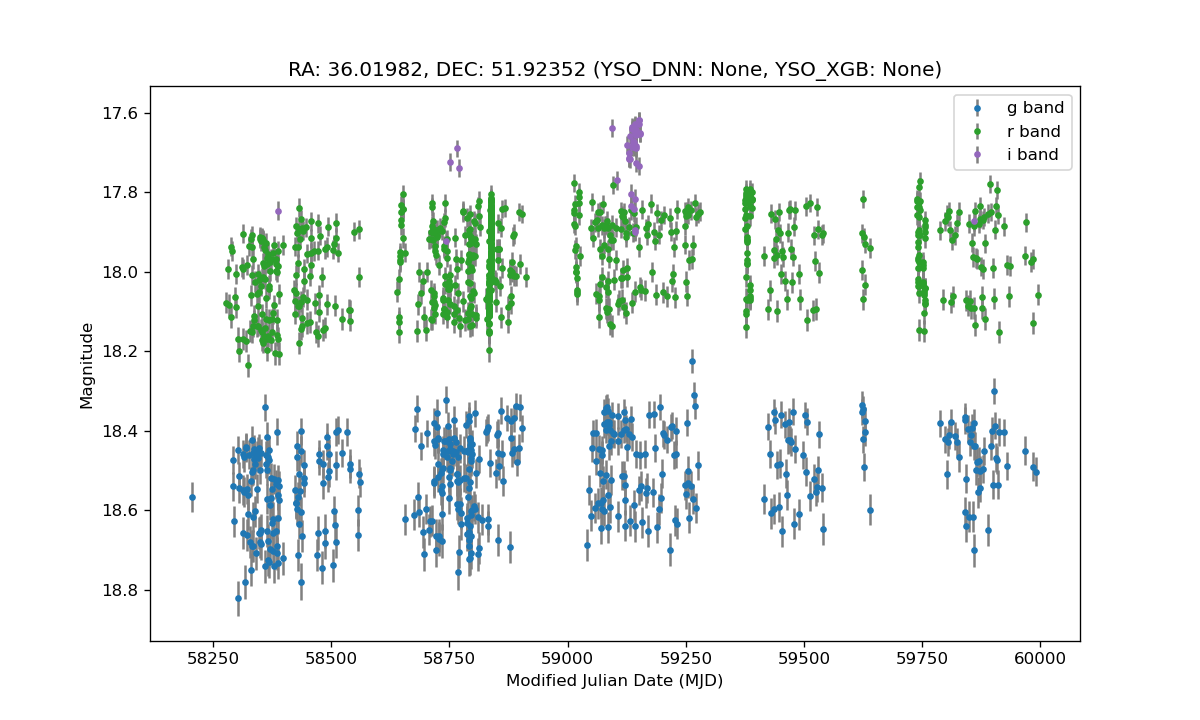 RA: 36.01982, DEC: 51.92352 (YSO_DNN: None, YSO_XGB: None)
g band
r band
i band
17.6
17.8
18.0
18.2
18.4
18.6
18.8
Magnitude
58250 58500 58750 59000 59250 59500 59750 60000
Modified Julian Date (MJD)